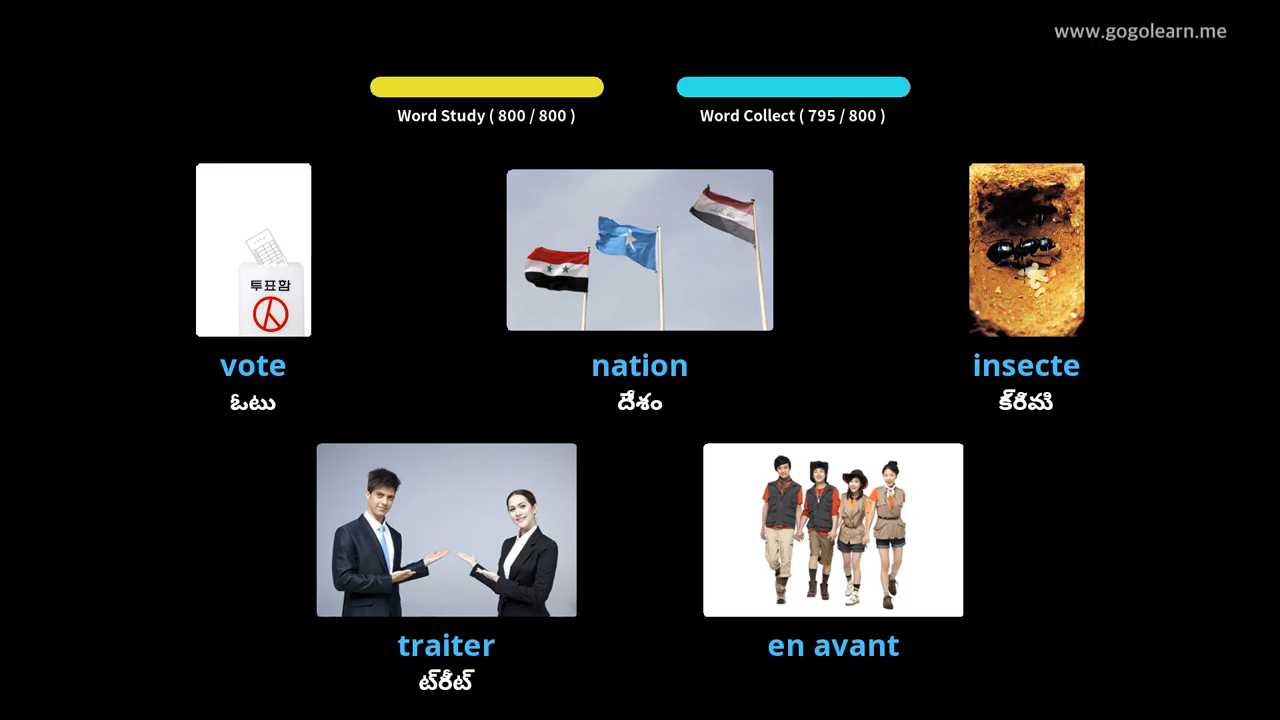 www.gogolearn.me
Word Study ( 800 / 800 )
Word Collect ( 795 / 800 )
투표함
vote
ఓటు
nation
దేశం
insecte
క్‌రిమి
traiter
ట్‌రీట్
en avant